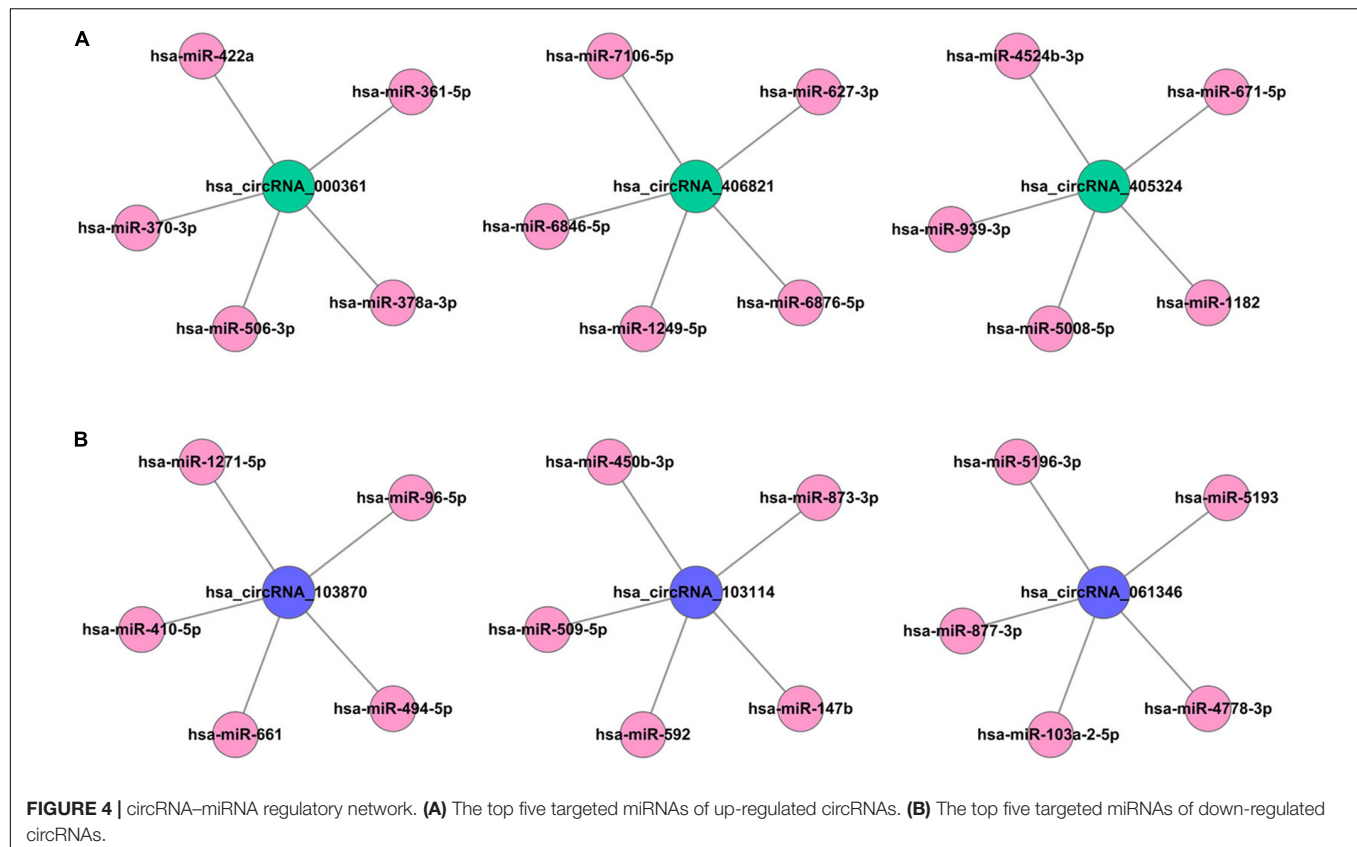 A
hsa-miR-422a
hsa-miR-361-5p
hsa_circRNA_000361
hsa-miR-370-3p
hsa-miR-378a-3p
hsa-miR-506-3p
hsa-miR-7106-5p
hsa-miR-627-3p
hsa_circRNA_406821
hsa-miR-6846-5p
hsa-miR-6876-5p
hsa-miR-1249-5p
hsa-miR-4524b-3p
hsa-miR-671-5p
hsa_circRNA_405324
hsa-miR-939-3p
hsa-miR-1182
hsa-miR-5008-5p
B
hsa-miR-1271-5p
hsa-miR-96-5p
hsa_circRNA_103870
hsa-miR-410-5p
hsa-miR-494-5p
hsa-miR-661
hsa-miR-450b-3p
hsa-miR-873-3p
hsa_circRNA_103114
hsa-miR-509-5p
hsa-miR-147b
hsa-miR-592
hsa-miR-5196-3p
hsa-miR-5193
hsa_circRNA_061346
hsa-miR-877-3p
hsa-miR-4778-3p
hsa-miR-103a-2-5p
FIGURE 4 | circRNA–miRNA regulatory network. (A) The top five targeted miRNAs of up-regulated circRNAs. (B) The top five targeted miRNAs of down-regulated
circRNAs.